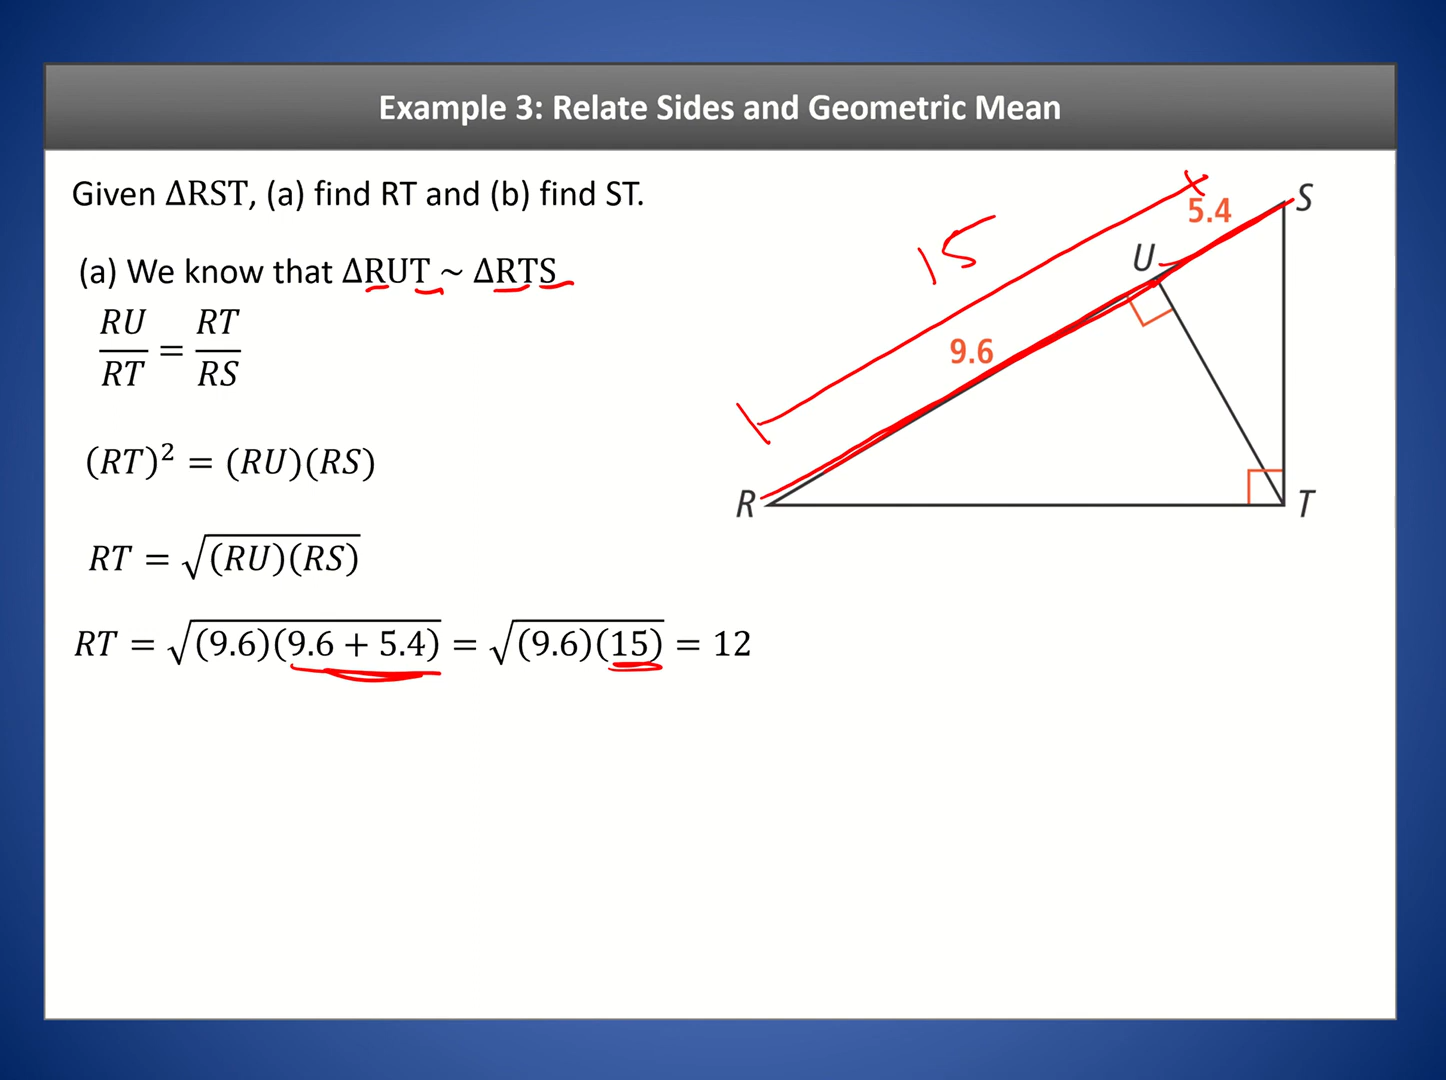 Example 3: Relate Sides and Geometric Mean
Given ΔRST, (a) find RT and (b) find ST.
(a) We know that ΔRUT ~ ΔRTS
RU/RT = RT/RS
(RT)² = (RU)(RS)
RT = √(RU)(RS)
RT = √(9.6)(9.6 + 5.4) = √(9.6)(15) = 12
15
5.4
S
U
9.6
R
T